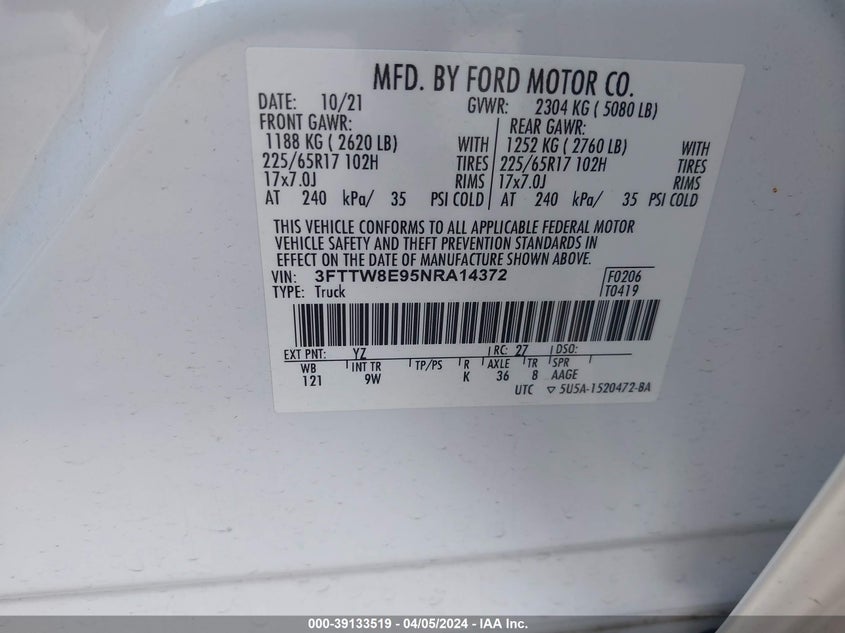 MFD. BY FORD MOTOR CO.
DATE: 10/21 GVWR: 2304 KG ( 5080 LB)
FRONT GAWR: REAR GAWR:
1188 KG ( 2620 LB) WITH 1252 KG ( 2760 LB) WITH
225/65R17 102H TIRES 225/65R17 102H TIRES
17x7.0J RIMS 17x7.0J RIMS
AT 240 kPa/ 35 PSI COLD AT 240 kPa/ 35 PSI COLD
THIS VEHICLE CONFORMS TO ALL APPLICABLE FEDERAL MOTOR
VEHICLE SAFETY AND THEFT PREVENTION STANDARDS IN
EFFECT ON THE DATE OF MANUFACTURE SHOWN ABOVE.
VIN: 3FTTW8E95NRA14372 F0206
TYPE: Truck T0419
EXT PNT: YZ RC: 27 DSO:
WB INT TR TP/PS R AXLE TR SPR
121 9W K 36 8 AAGE
UTC ▽ 5U5A-1520472-BA
000-39133519 - 04/05/2024 - IAA Inc.